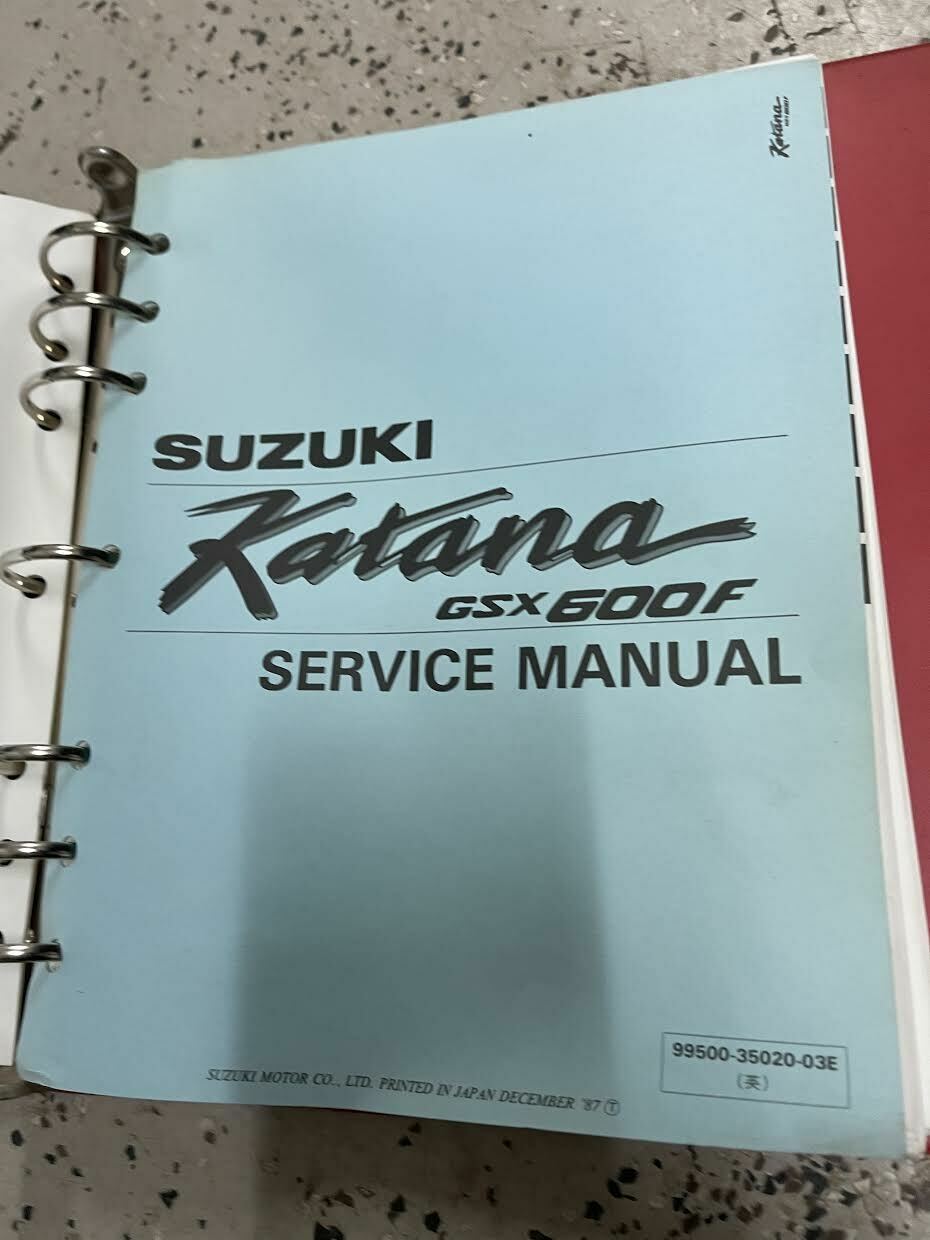 Katana
SUZUKI
Katana
GSX600F
SERVICE MANUAL
99500-35020-03E
(英)
SUZUKI MOTOR CO., LTD. PRINTED IN JAPAN DECEMBER '87 Ⓣ